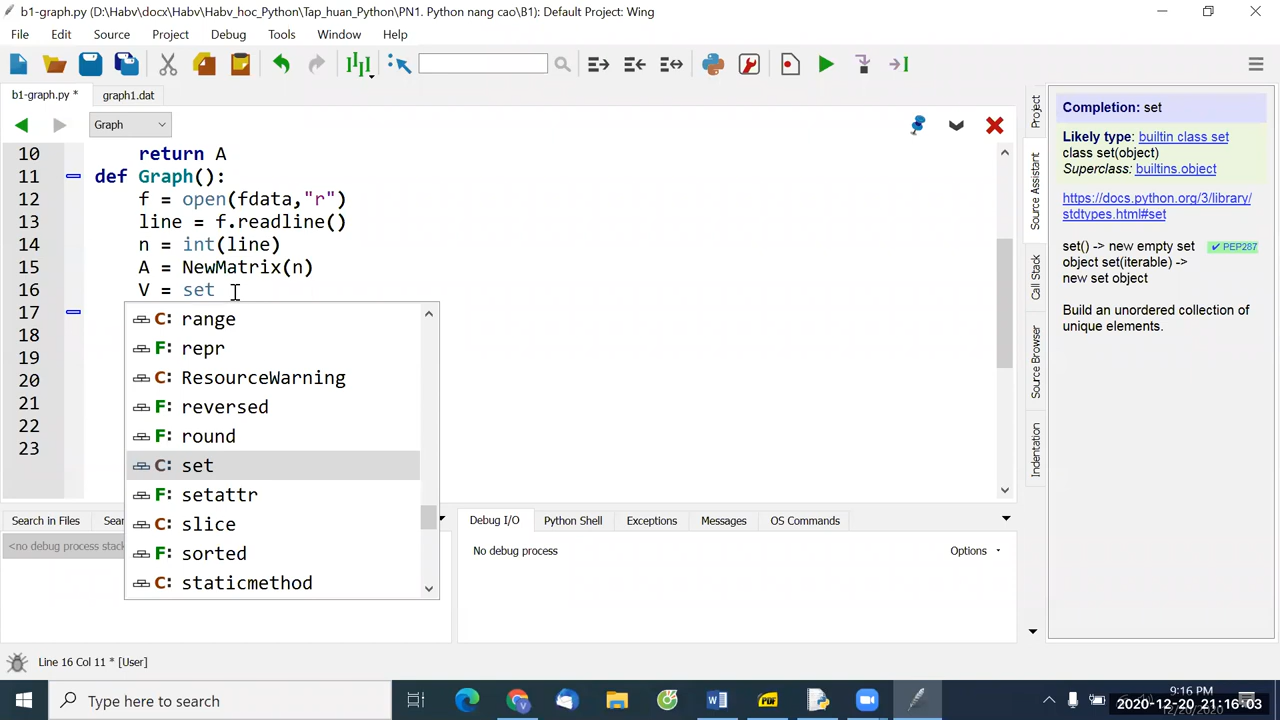 b1-graph.py (D:\Habv\docx\Habv\Habv_hoc_Python\Tap_huan_Python\PN1. Python nang cao\B1): Default Project: Wing
File Edit Source Project Debug Tools Window Help
b1-graph.py * graph1.dat
Graph
10 return A
11 def Graph():
12 f = open(fdata,"r")
13 line = f.readline()
14 n = int(line)
15 A = NewMatrix(n)
16 V = set
17
18
19
20
21
22
23
C: range
F: repr
C: ResourceWarning
F: reversed
F: round
C: set
F: setattr
C: slice
F: sorted
C: staticmethod
Project
Source Assistant
Call Stack
Source Browser
Indentation
Completion: set
Likely type: builtin class set
class set(object)
Superclass: builtins.object
https://docs.python.org/3/library/
stdtypes.html#set
set() -> new empty set
object set(iterable) ->
new set object
✓ PEP287
Build an unordered collection of
unique elements.
Search in Files Sear
<no debug process stack
Debug I/O Python Shell Exceptions Messages OS Commands
No debug process
Options
Line 16 Col 11 * [User]
Type here to search
9:16 PM
2020-12-20 21:16:03